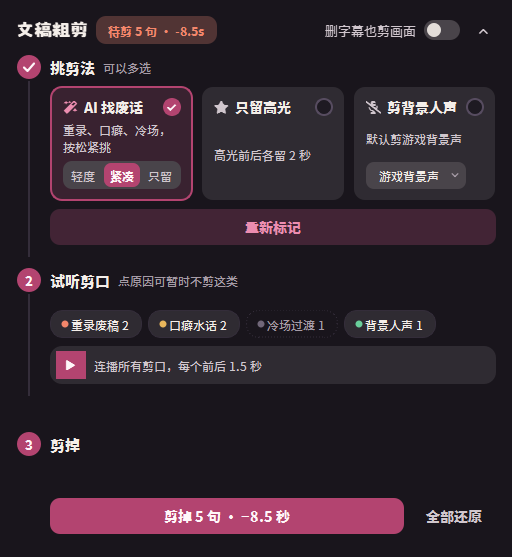 文稿粗剪 待剪 5 句 · -8.5s 删字幕也剪画面
挑剪法 可以多选
AI 找废话
重录、口癖、冷场，
按松紧挑
轻度 紧凑 只留
只留高光
高光前后各留 2 秒
剪背景人声
默认剪游戏背景声
游戏背景声
重新标记
2 试听剪口 点原因可暂时不剪这类
重录废稿 2 口癖水话 2 冷场过渡 1 背景人声 1
连播所有剪口，每个前后 1.5 秒
3 剪掉
剪掉 5 句 · −8.5 秒 全部还原